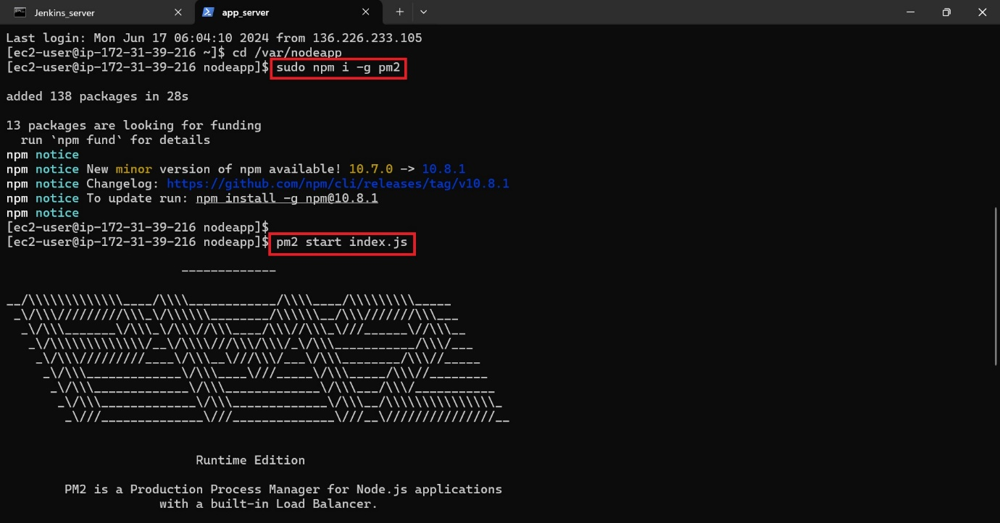 Jenkins_server
app_server
Last login: Mon Jun 17 06:04:10 2024 from 136.226.233.105
[ec2-user@ip-172-31-39-216 ~]$ cd /var/nodeapp
[ec2-user@ip-172-31-39-216 nodeapp]$ sudo npm i -g pm2
added 138 packages in 28s
13 packages are looking for funding
  run `npm fund` for details
npm notice
npm notice New minor version of npm available! 10.7.0 -> 10.8.1
npm notice Changelog: https://github.com/npm/cli/releases/tag/v10.8.1
npm notice To update run: npm install -g npm@10.8.1
npm notice
[ec2-user@ip-172-31-39-216 nodeapp]$
[ec2-user@ip-172-31-39-216 nodeapp]$ pm2 start index.js
                        -------------
__/\\\\\\\\\\\\\____/\\\\____________/\\\\____/\\\\\\\\\_____
 _\/\\\/////////\\\_\/\\\\\\________/\\\\\\__/\\\///////\\\___
  _\/\\\_______\/\\\_\/\\\//\\\____/\\\//\\\_\///______\//\\\__
   _\/\\\\\\\\\\\\\/__\/\\\\///\\\/\\\/_\/\\\___________/\\\/___
    _\/\\\/////////____\/\\\__\///\\\/___\/\\\________/\\\//_____
     _\/\\\_____________\/\\\____\///_____\/\\\_____/\\\//________
      _\/\\\_____________\/\\\_____________\/\\\___/\\\/___________
       _\/\\\_____________\/\\\_____________\/\\\__/\\\\\\\\\\\\\\\_
        _\///______________\///______________\///__\///////////////__
                          Runtime Edition
        PM2 is a Production Process Manager for Node.js applications
                     with a built-in Load Balancer.